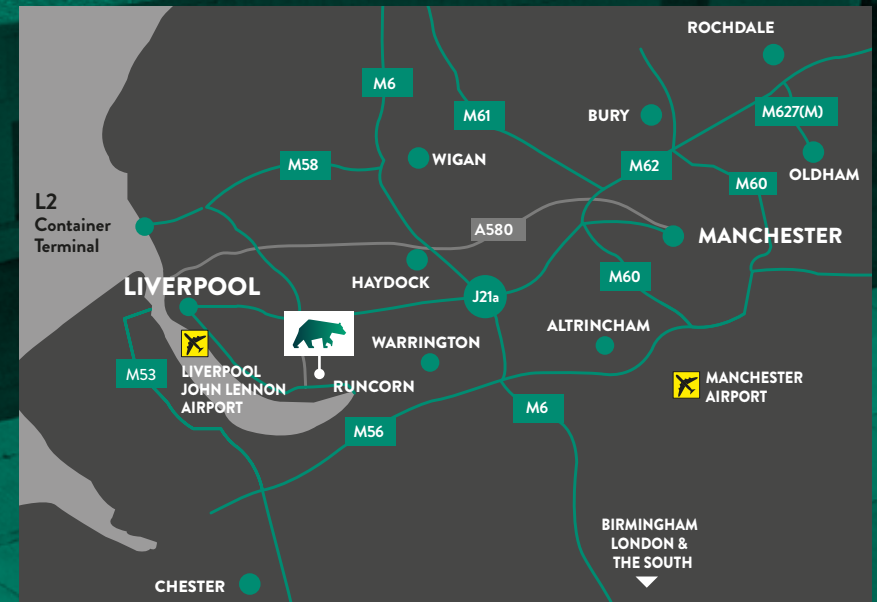 ROCHDALE
M6
M61
BURY
M627(M)
M58
WIGAN
M62
OLDHAM
M60
L2
Container
Terminal
A580
MANCHESTER
HAYDOCK
M60
LIVERPOOL
J21a
ALTRINCHAM
WARRINGTON
M53
LIVERPOOL
JOHN LENNON
AIRPORT
RUNCORN
MANCHESTER
AIRPORT
M6
M56
BIRMINGHAM
LONDON &
THE SOUTH
CHESTER